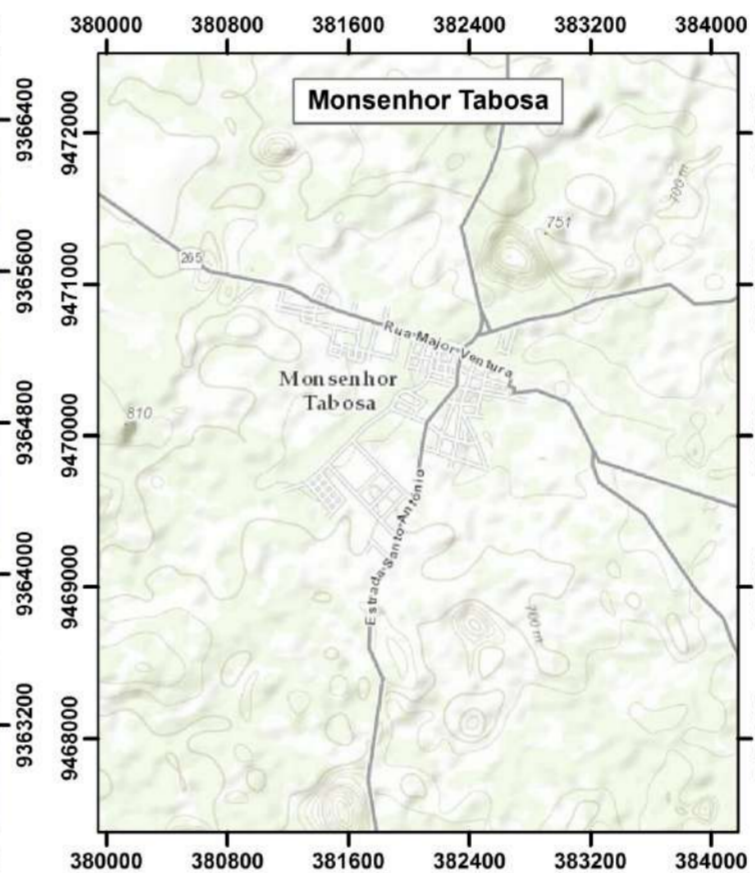 380000 380800 381600 382400 383200 384000
Monsenhor Tabosa
9366400
9472000
700 m
751
265
9365600
9471000
Rua-Major-Ventura
Monsenhor
Tabosa
810
9364800
9470000
Estrada-Santo-Antônio
9364000
9469000
700 m
9363200
9468000
380000 380800 381600 382400 383200 384000